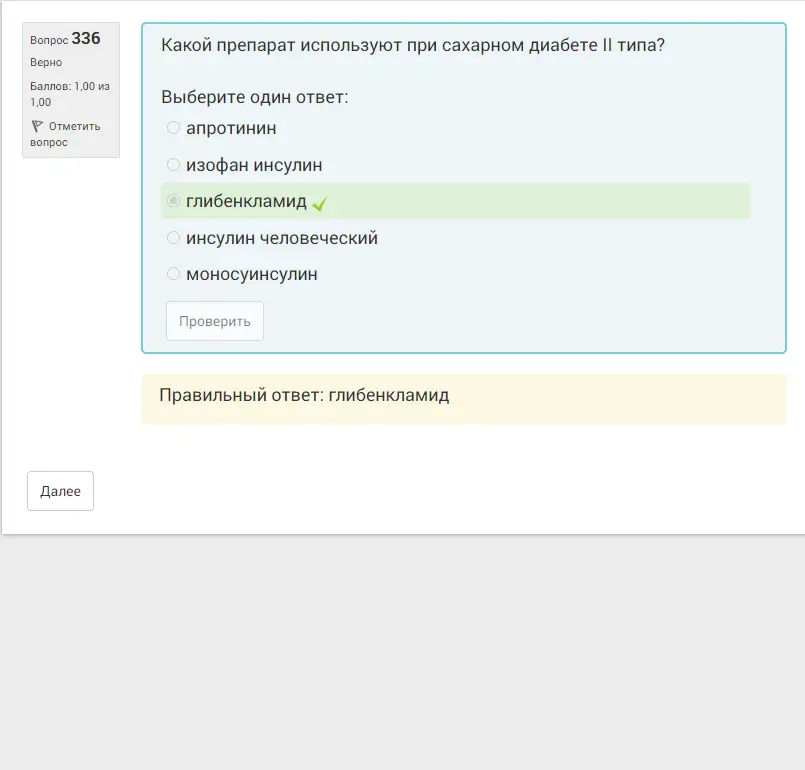 Вопрос 336
Верно
Баллов: 1,00 из
1,00
Отметить
вопрос
Какой препарат используют при сахарном диабете II типа?
Выберите один ответ:
апротинин
изофан инсулин
глибенкламид
инсулин человеческий
моносуинсулин
Проверить
Правильный ответ: глибенкламид
Далее